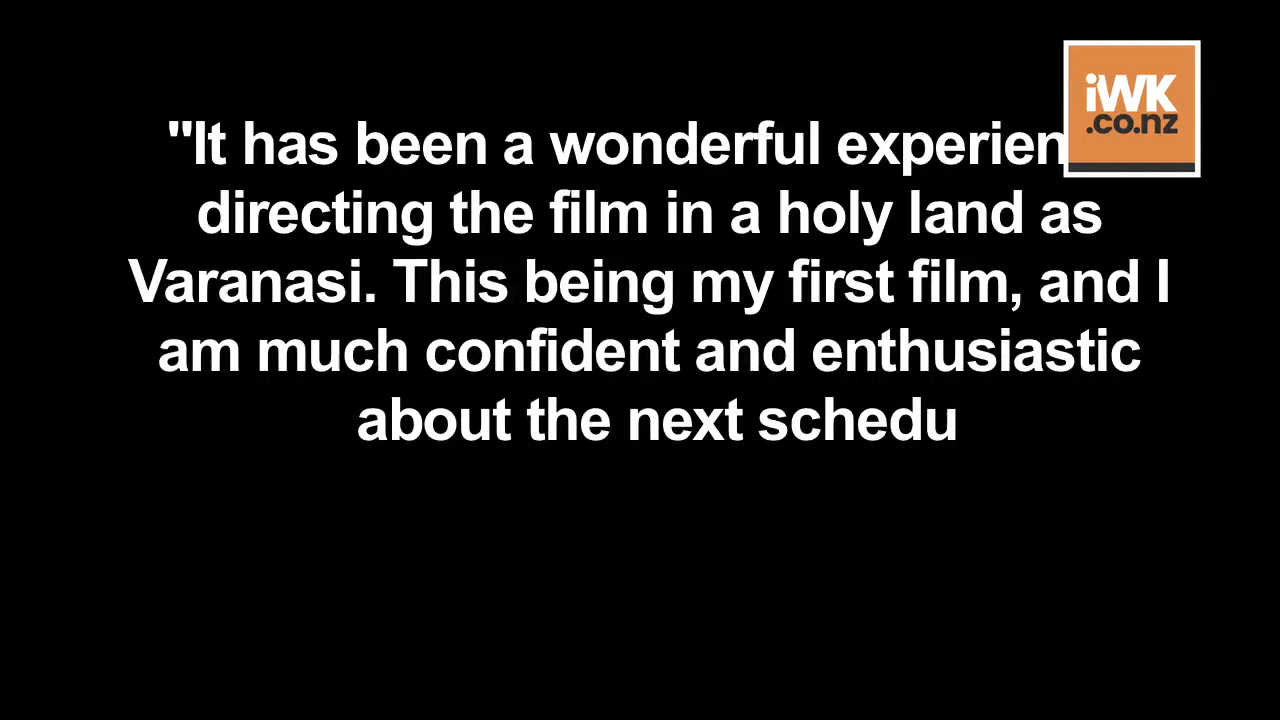 "It has been a wonderful experien
directing the film in a holy land as
Varanasi. This being my first film, and I
am much confident and enthusiastic
about the next schedu
iWK
.co.nz